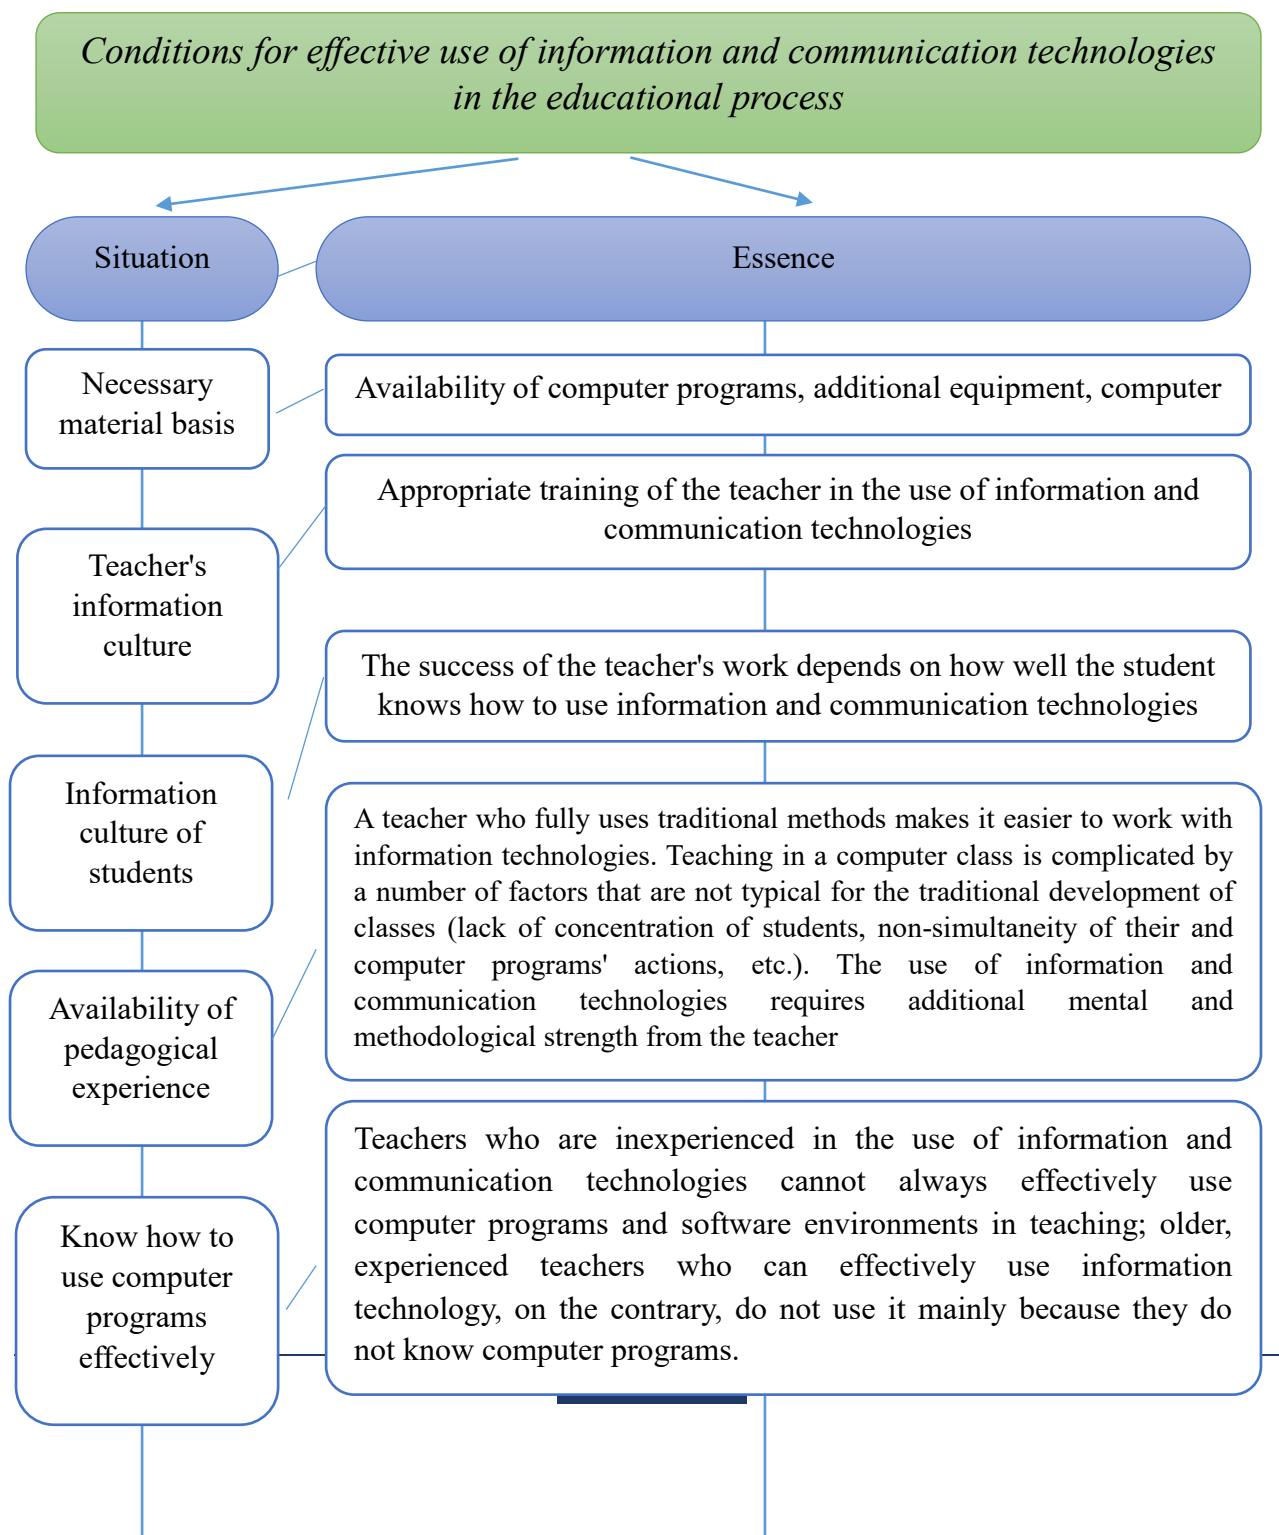 Conditions for effective use of information and communication technologies
in the educational process
Situation
Essence
Necessary
material basis
Availability of computer programs, additional equipment, computer
Teacher's
information
culture
Appropriate training of the teacher in the use of information and
communication technologies
Information
culture of
students
The success of the teacher's work depends on how well the student
knows how to use information and communication technologies
Availability of
pedagogical
experience
A teacher who fully uses traditional methods makes it easier to work with
information technologies. Teaching in a computer class is complicated by
a number of factors that are not typical for the traditional development of
classes (lack of concentration of students, non-simultaneity of their and
computer programs' actions, etc.). The use of information and
communication technologies requires additional mental and
methodological strength from the teacher
Know how to
use computer
programs
effectively
Teachers who are inexperienced in the use of information and
communication technologies cannot always effectively use
computer programs and software environments in teaching; older,
experienced teachers who can effectively use information
technology, on the contrary, do not use it mainly because they do
not know computer programs.